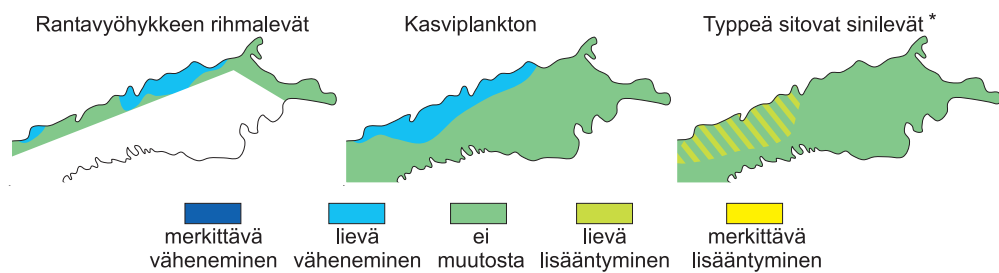 Rantavyöhykkeen rihmalevät
Kasviplankton
Typpeä sitovat sinilevät *
merkittävä väheneminen
lievä väheneminen
ei muutosta
lievä lisääntyminen
merkittävä lisääntyminen